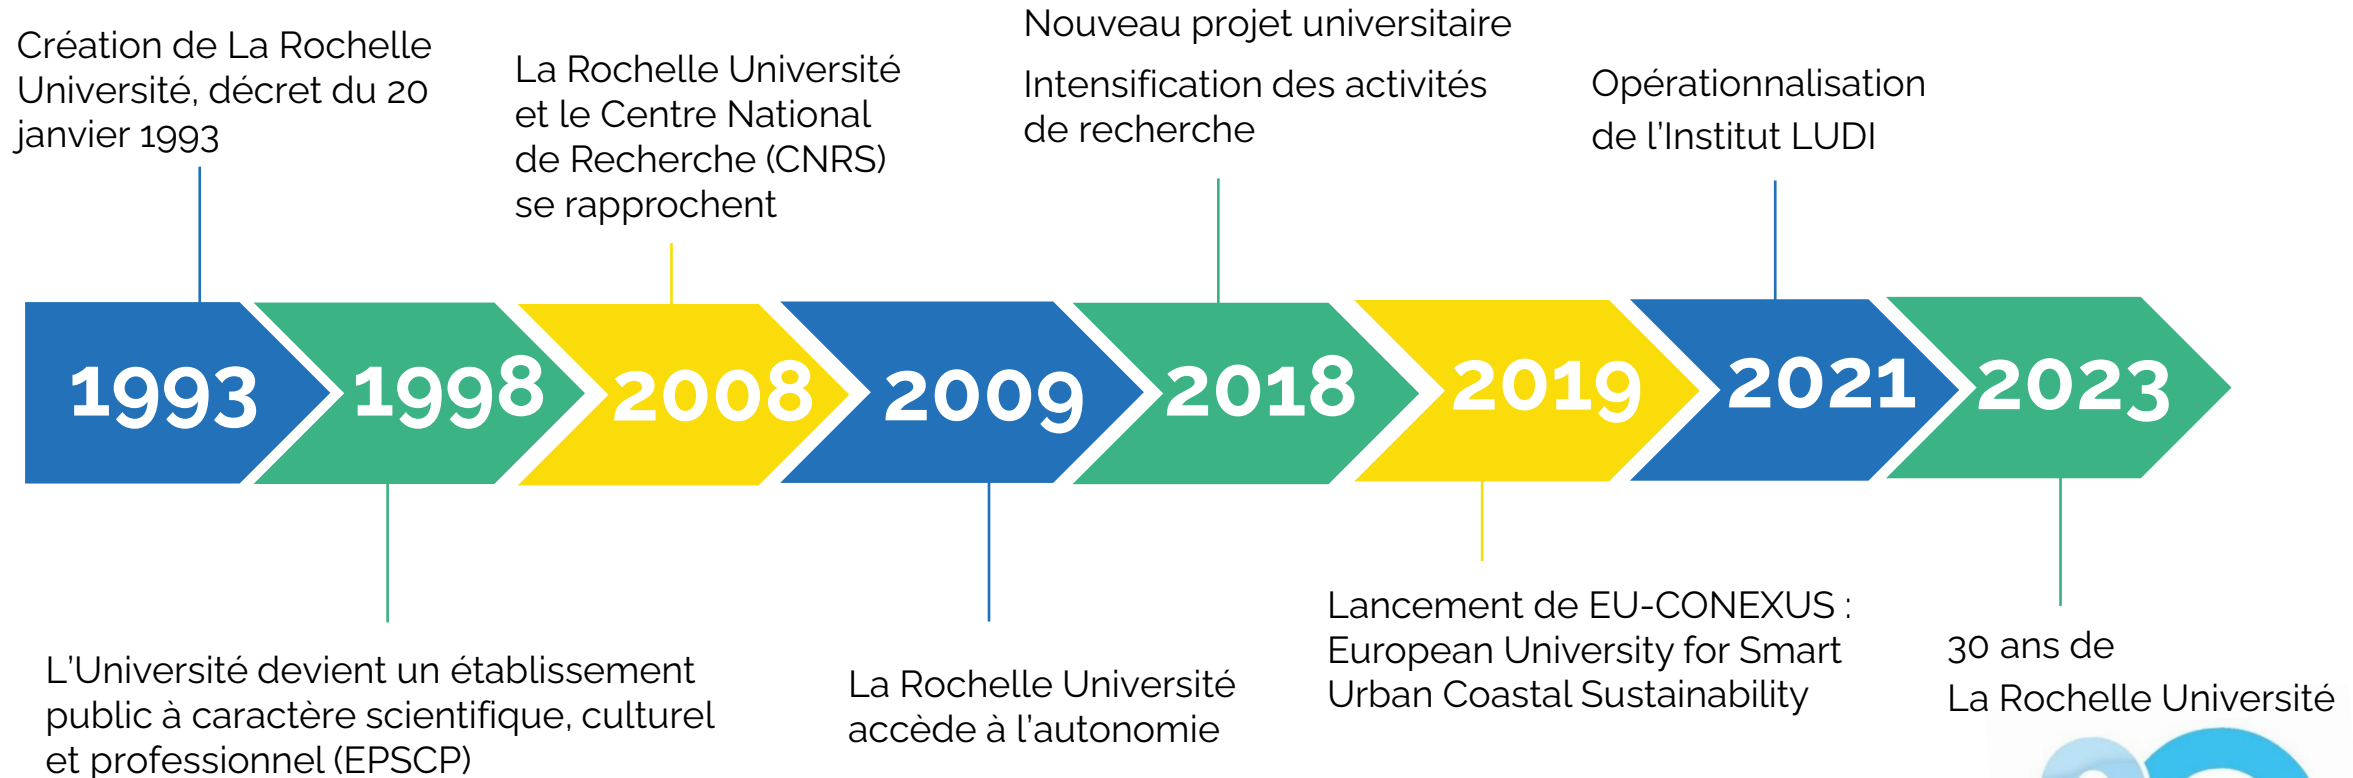 Création de La Rochelle
Université, décret du 20
janvier 1993
La Rochelle Université
et le Centre National
de Recherche (CNRS)
se rapprochent
Nouveau projet universitaire
Intensification des activités
de recherche
Opérationnalisation
de l'Institut LUDI
1993
1998
2008
2009
2018
2019
2021
2023
L'Université devient un établissement
public à caractère scientifique, culturel
et professionnel (EPSCP)
La Rochelle Université
accède à l'autonomie
Lancement de EU-CONEXUS :
European University for Smart
Urban Coastal Sustainability
30 ans de
La Rochelle Université